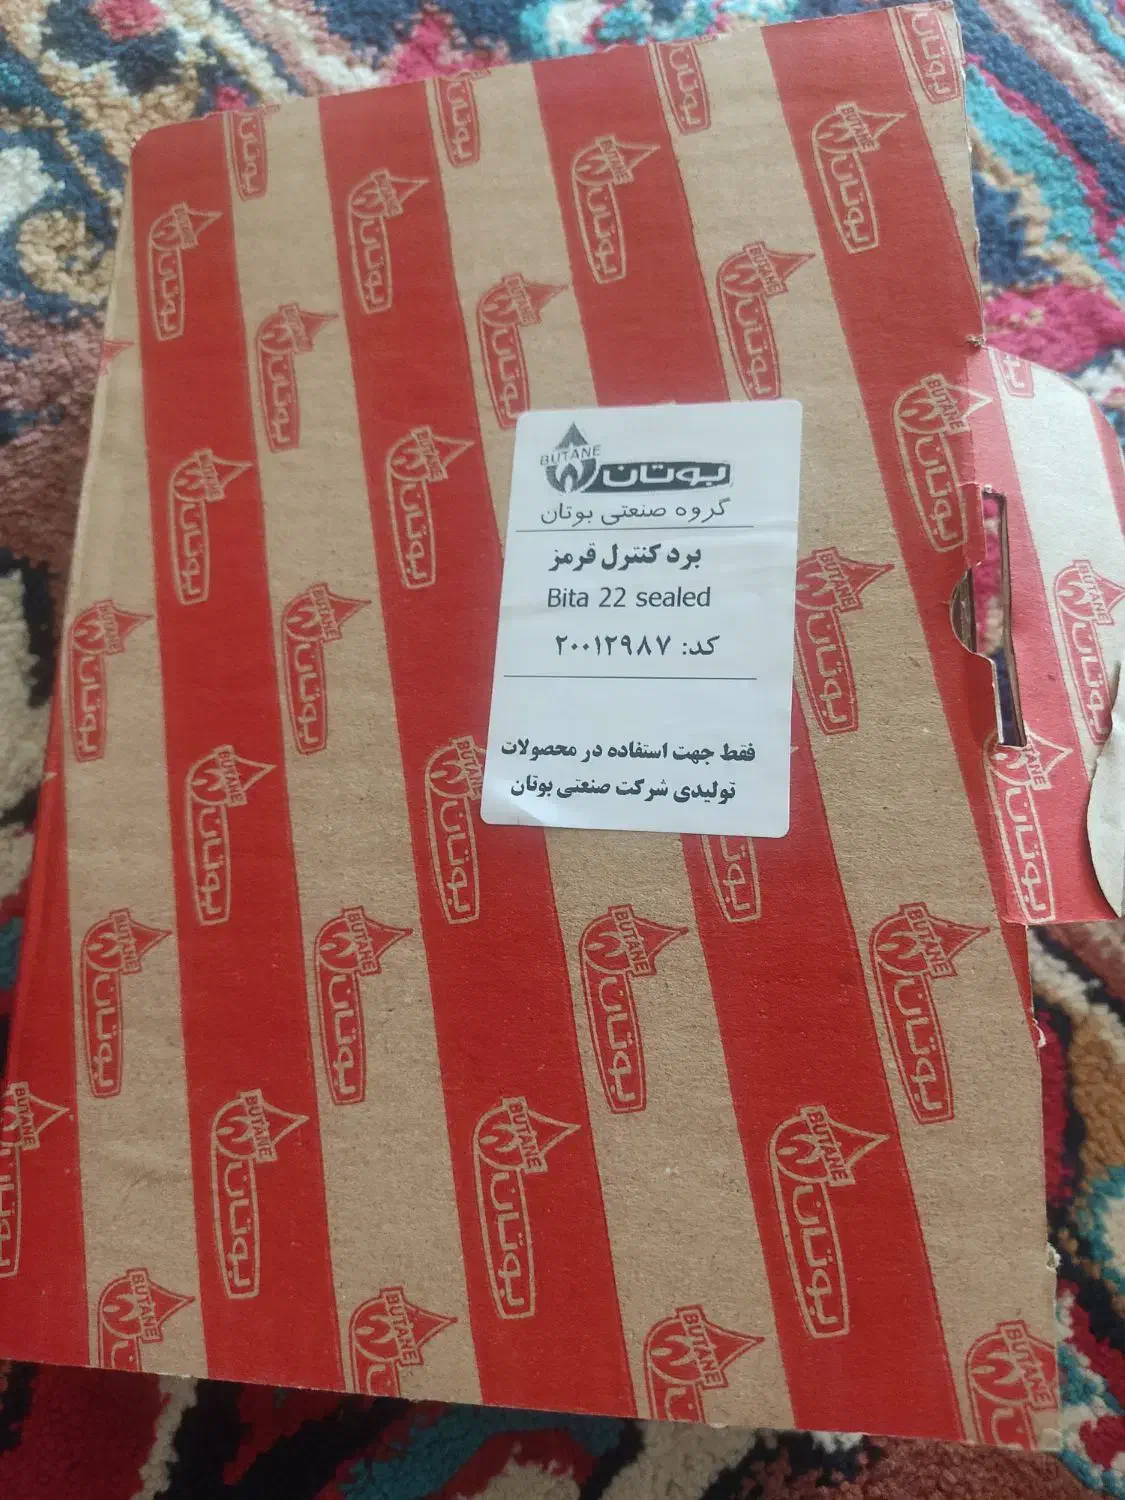 BUTANE
بوتان
گروه صنعتی بوتان
برد کنترل قرمز
Bita 22 sealed
کد: ۲۰۰۱۲۹۸۷
فقط جهت استفاده در محصولات
تولیدی شرکت صنعتی بوتان